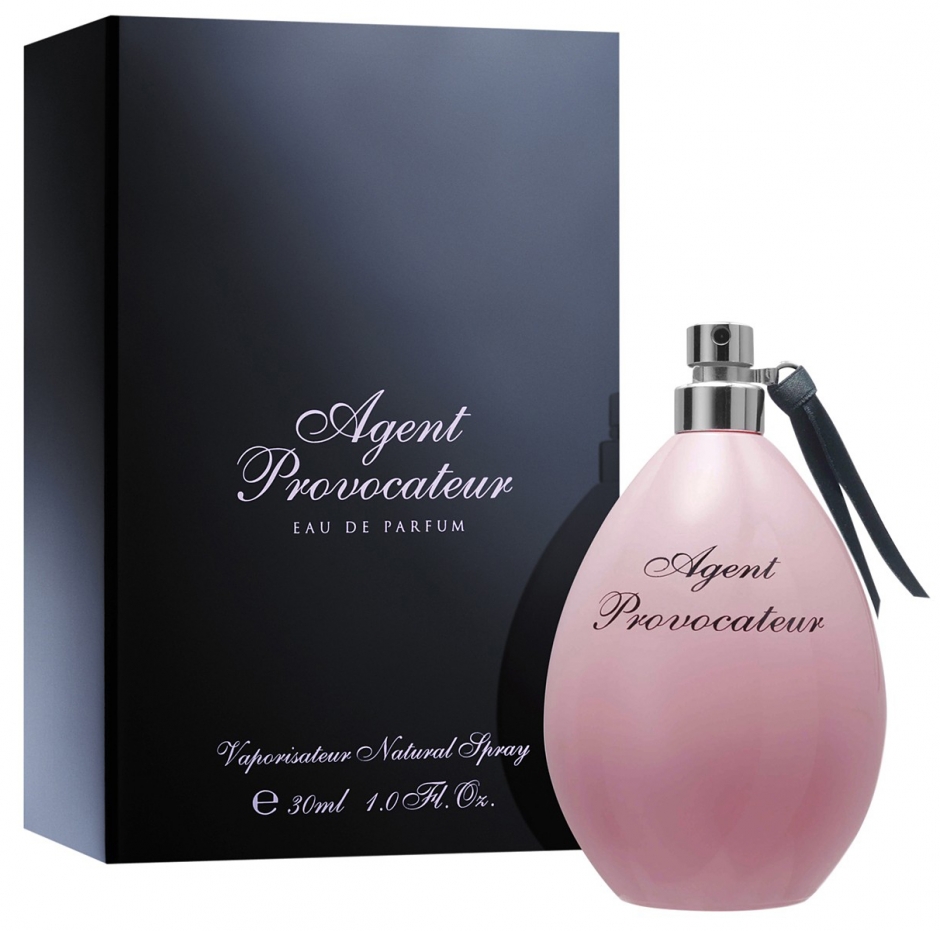 Agent
Provocateur
EAU DE PARFUM
Vaporisateur Natural Spray
℮ 30ml 1.0 Fl. Oz.
Agent
Provocateur